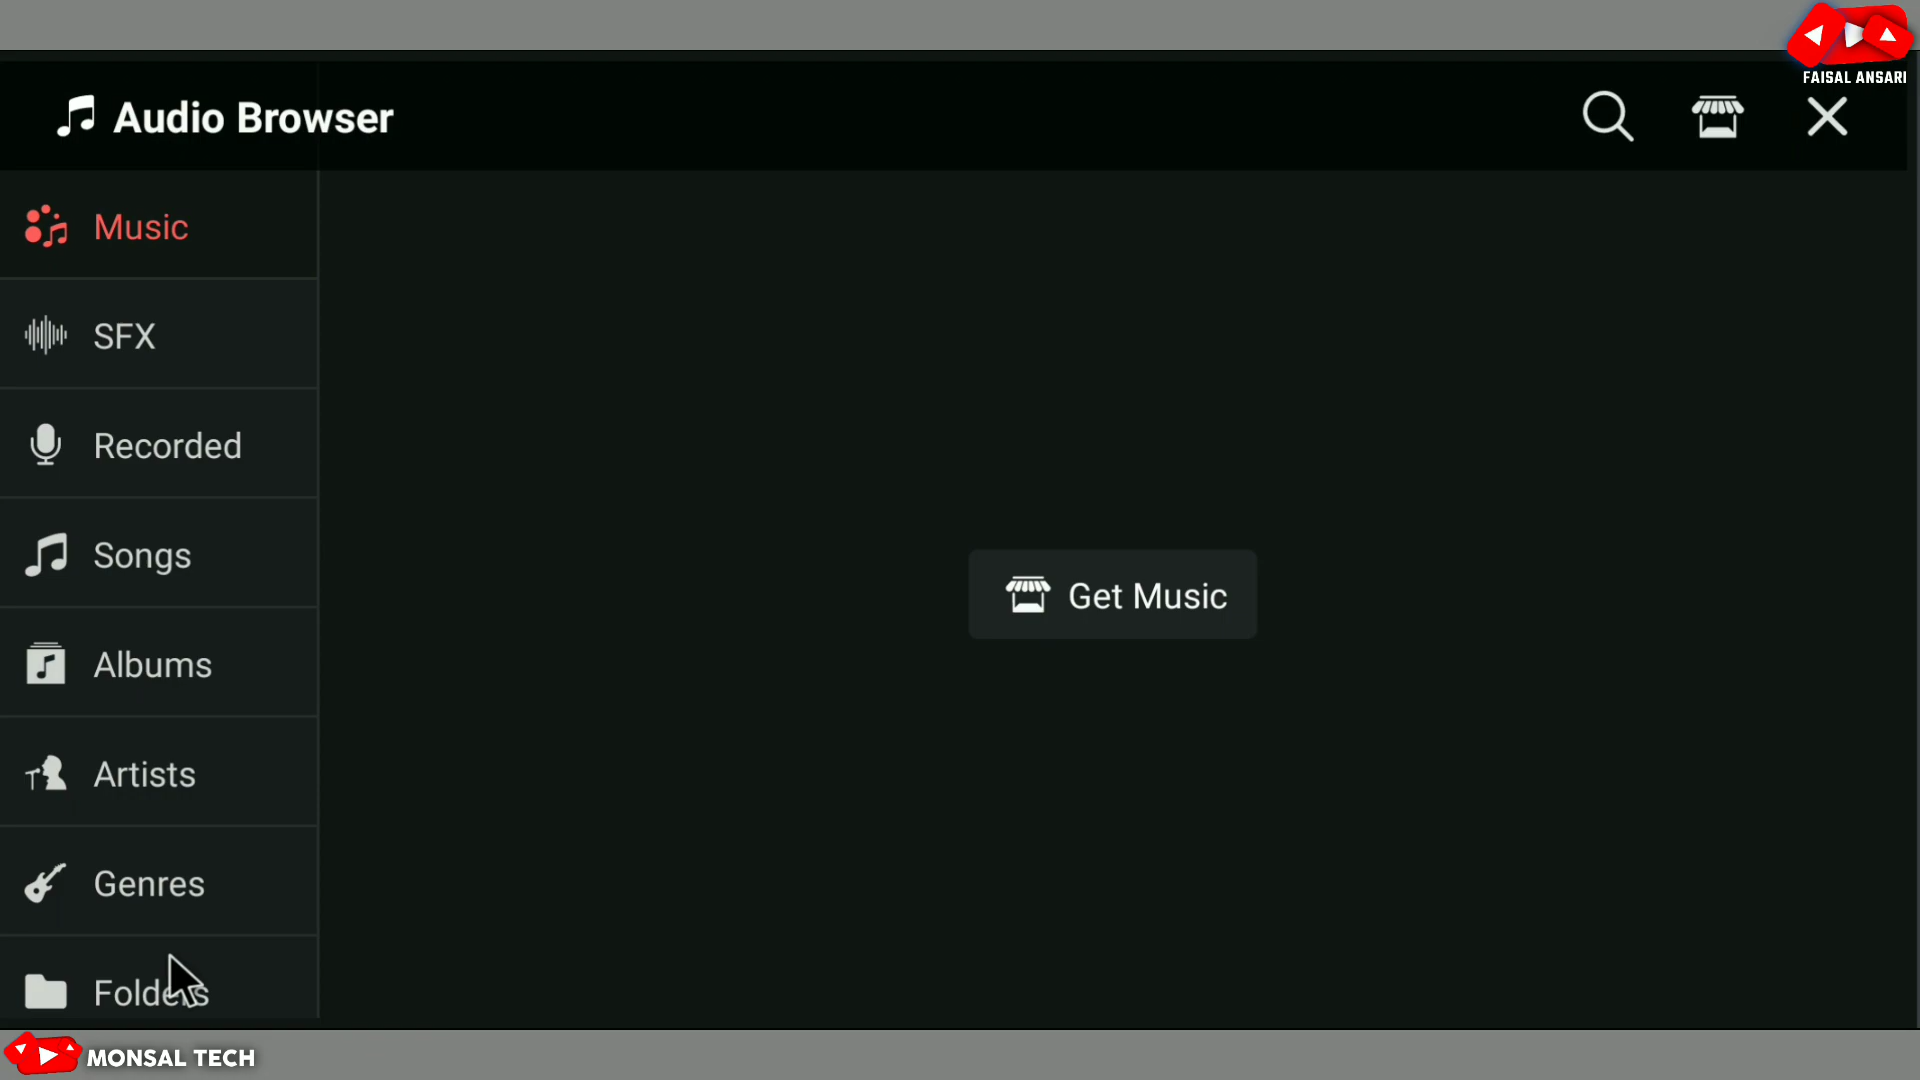 FAISAL ANSARI
Audio Browser
Music
SFX
Recorded
Songs
Albums
Artists
Genres
Folders
Get Music
MONSAL TECH